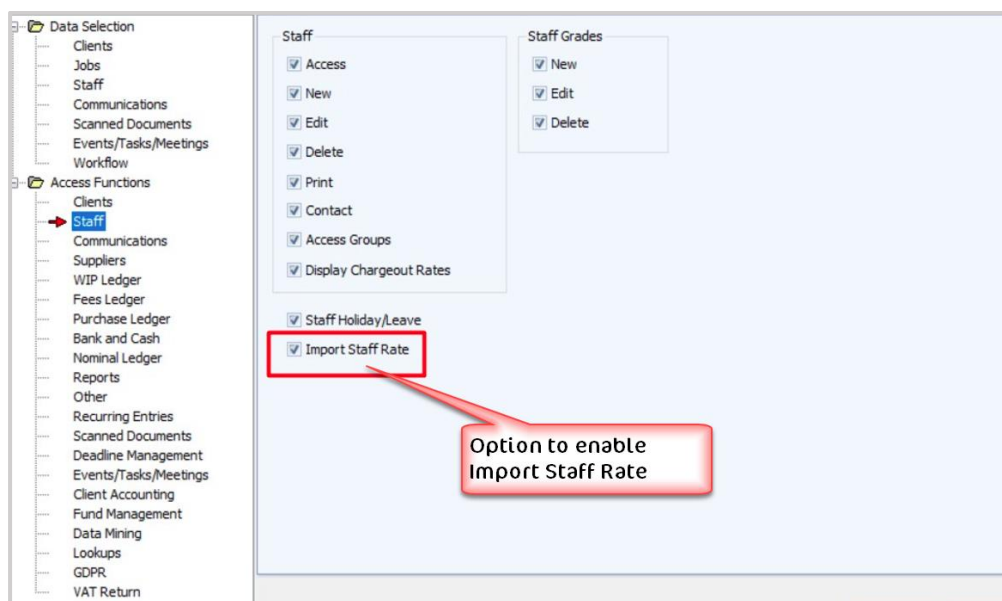 Data Selection
Clients
Jobs
Staff
Communications
Scanned Documents
Events/Tasks/Meetings
Workflow
Access Functions
Clients
Staff
Communications
Suppliers
WIP Ledger
Fees Ledger
Purchase Ledger
Bank and Cash
Nominal Ledger
Reports
Other
Recurring Entries
Scanned Documents
Deadline Management
Events/Tasks/Meetings
Client Accounting
Fund Management
Data Mining
Lookups
GDPR
VAT Return
Staff
Access
New
Edit
Delete
Print
Contact
Access Groups
Display Chargeout Rates
Staff Holiday/Leave
Import Staff Rate
Staff Grades
New
Edit
Delete
Option to enable
Import Staff Rate